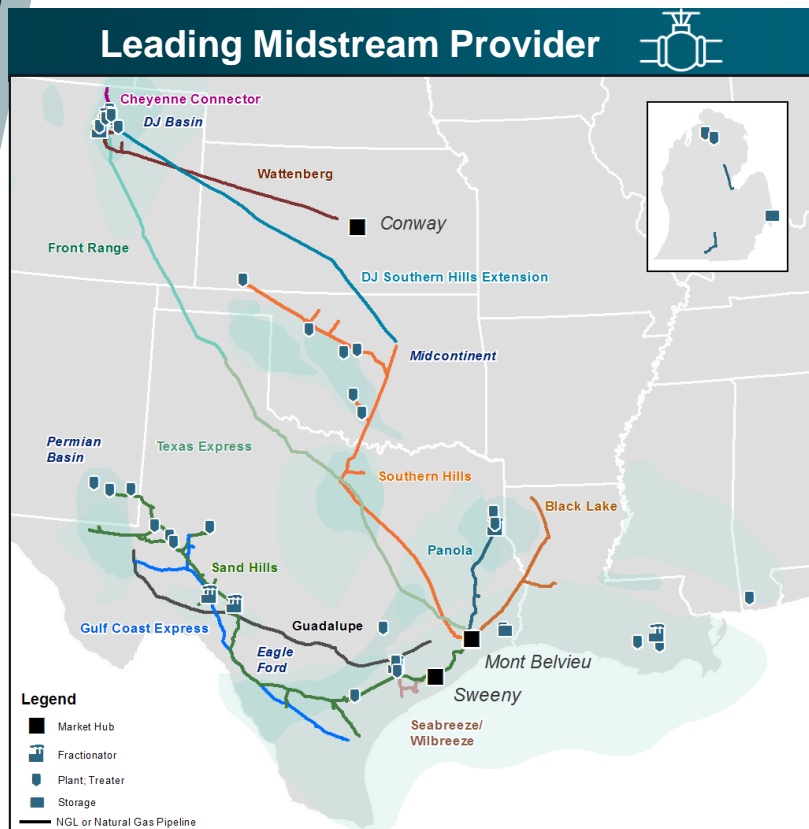 Leading Midstream Provider
Cheyenne Connector
DJ Basin
Wattenberg
Conway
Front Range
DJ Southern Hills Extension
Midcontinent
Permian
Basin
Texas Express
Southern Hills
Black Lake
Panola
Sand Hills
Gulf Coast Express
Guadalupe
Eagle
Ford
Mont Belvieu
Sweeny
Seabreeze/
Wilbreeze
Legend
Market Hub
Fractionator
Plant; Treater
Storage
NGL or Natural Gas Pipeline